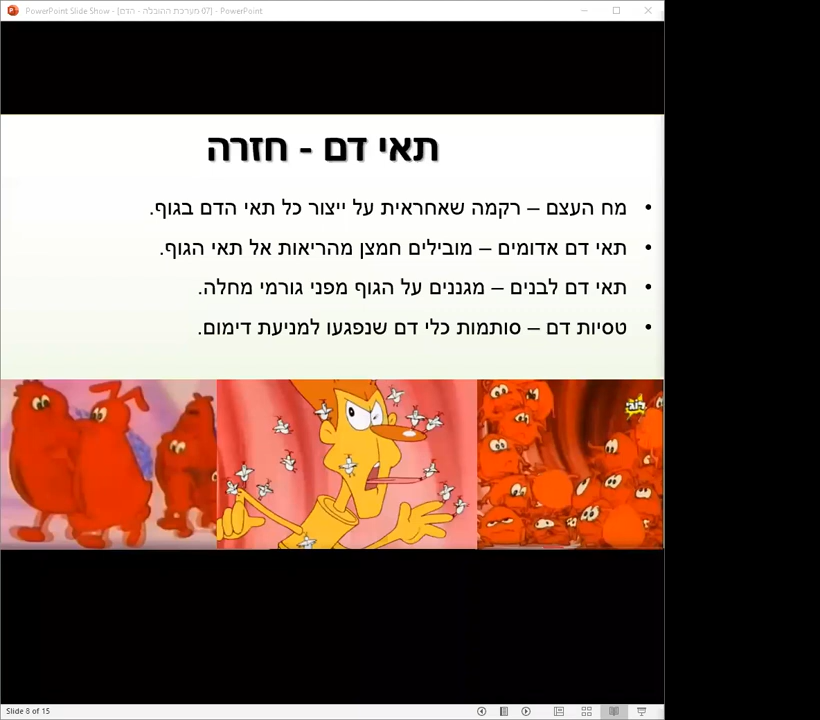 PowerPoint Slide Show - [07 מערכת ההובלה - הדם] - PowerPoint
תאי דם - חזרה
• מח העצם – רקמה שאחראית על ייצור כל תאי הדם בגוף.
• תאי דם אדומים – מובילים חמצן מהריאות אל תאי הגוף.
• תאי דם לבנים – מגננים על הגוף מפני גורמי מחלה.
• טסיות דם – סותמות כלי דם שנפגעו למניעת דימום.
Slide 8 of 15